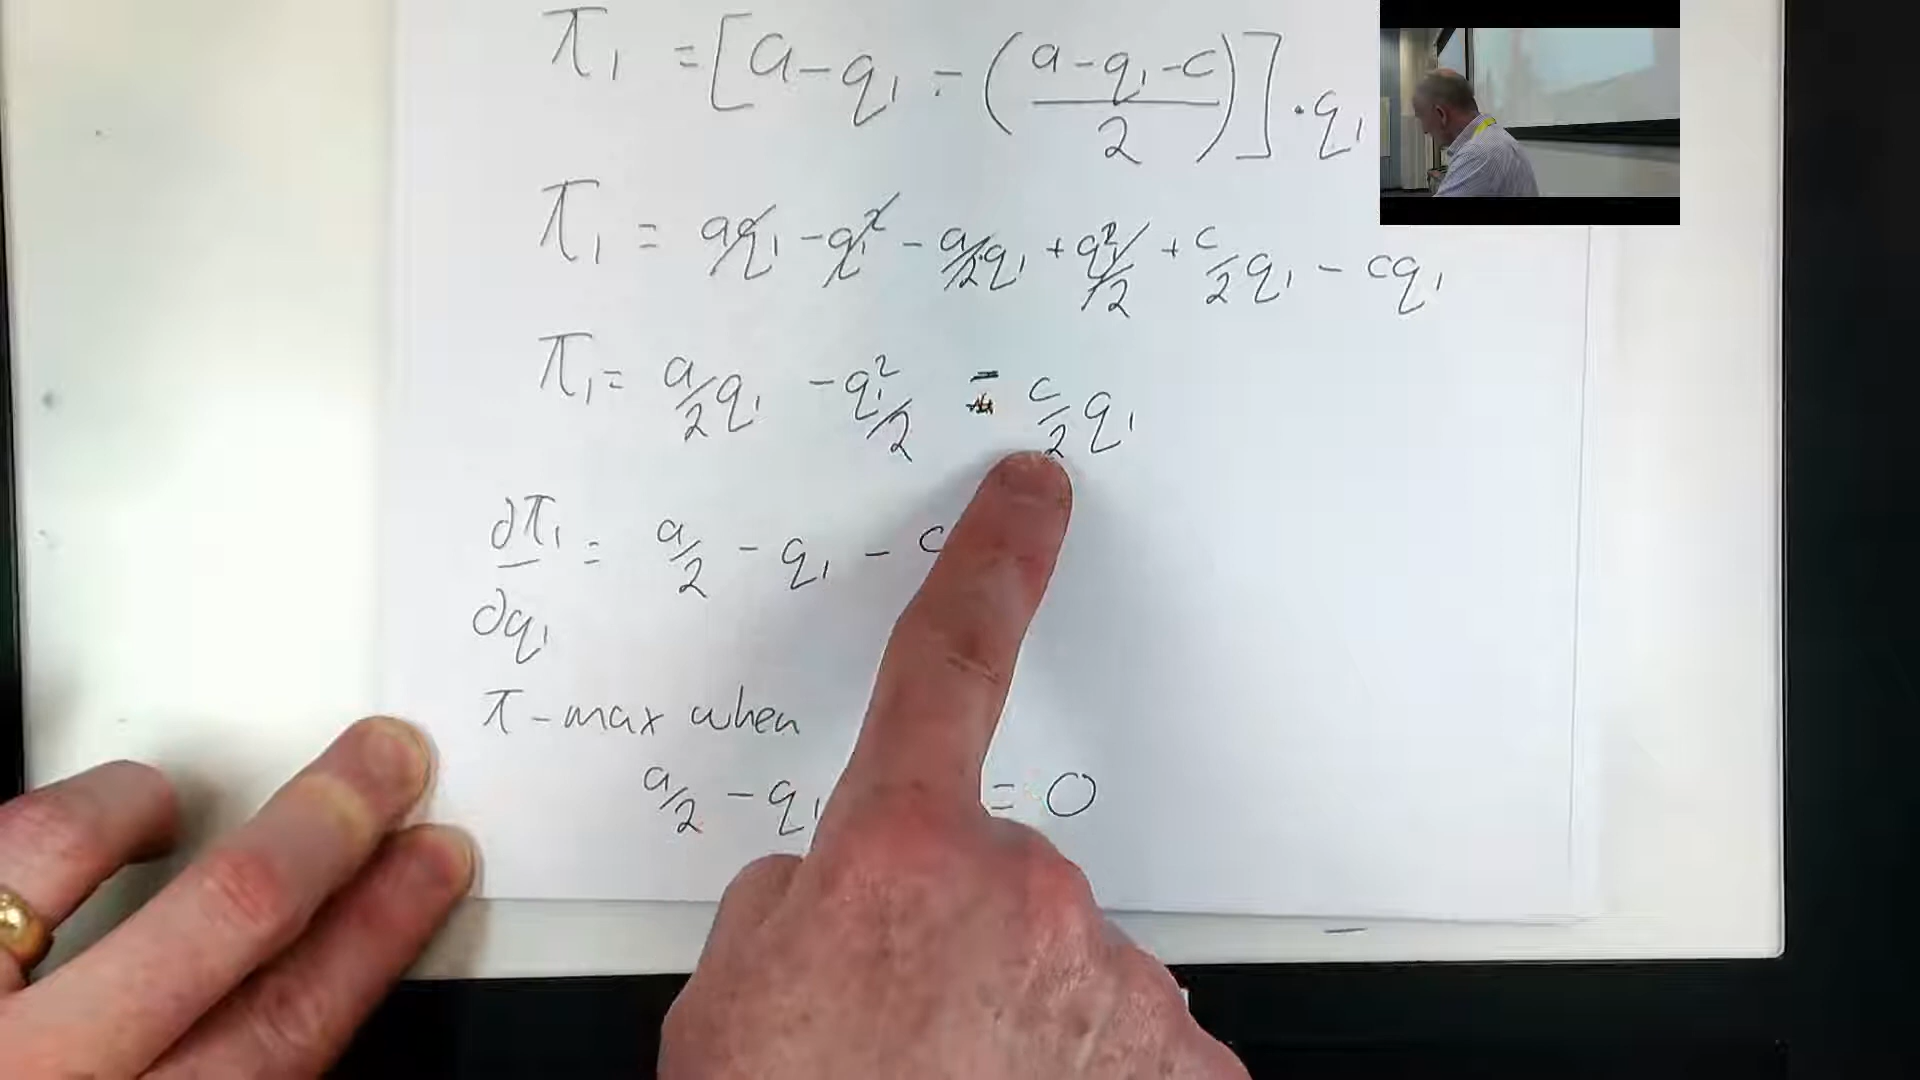 π₁ = [a - q₁ - (a - q₁ - c / 2)] · q₁
π₁ = aq₁ - q₁² - a/2 q₁ + q₁²/2 + c/2 q₁ - cq₁
π₁ = a/2 q₁ - q₁²/2 - c/2 q₁
∂π₁/∂q₁ = a/2 - q₁ - c
π - max when
a/2 - q₁ = 0